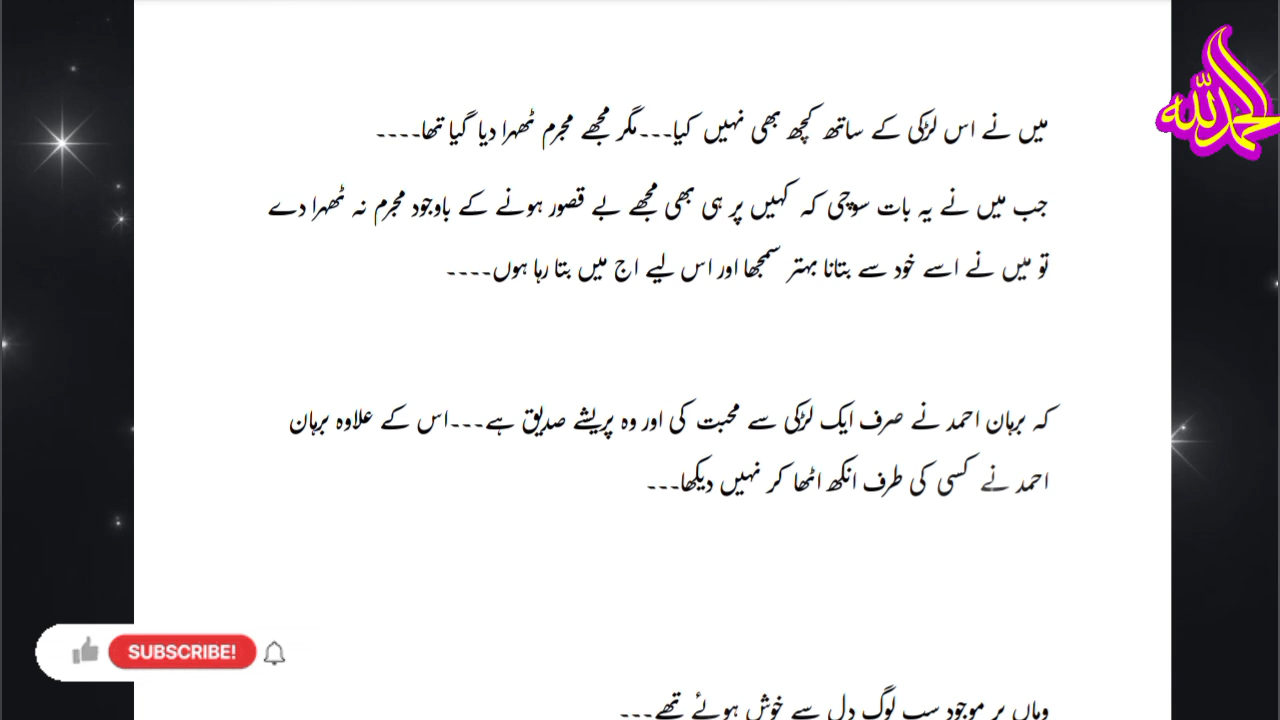 الحمدللہ
میں نے اس لڑکی کے ساتھ کچھ بھی نہیں کیا۔۔۔مگر مجھے مجرم ٹھہرا دیا گیا تھا۔۔۔۔
جب میں نے یہ بات سوچی کہ کہیں پر ہی بھی مجھے بے قصور ہونے کے باوجود مجرم نہ ٹھہرا دے
تو میں نے اسے خود سے بتانا بہتر سمجھا اور اس لیے اج میں بتا رہا ہوں۔۔۔۔
کہ برہان احمد نے صرف ایک لڑکی سے محبت کی اور وہ پریشے صدیق ہے۔۔۔اس کے علاوہ برہان
احمد نے کسی کی طرف انکھ اٹھا کر نہیں دیکھا۔۔۔
SUBSCRIBE!
وہاں پر موجود سب لوگ دل سے خوش ہوئے تھے۔۔۔